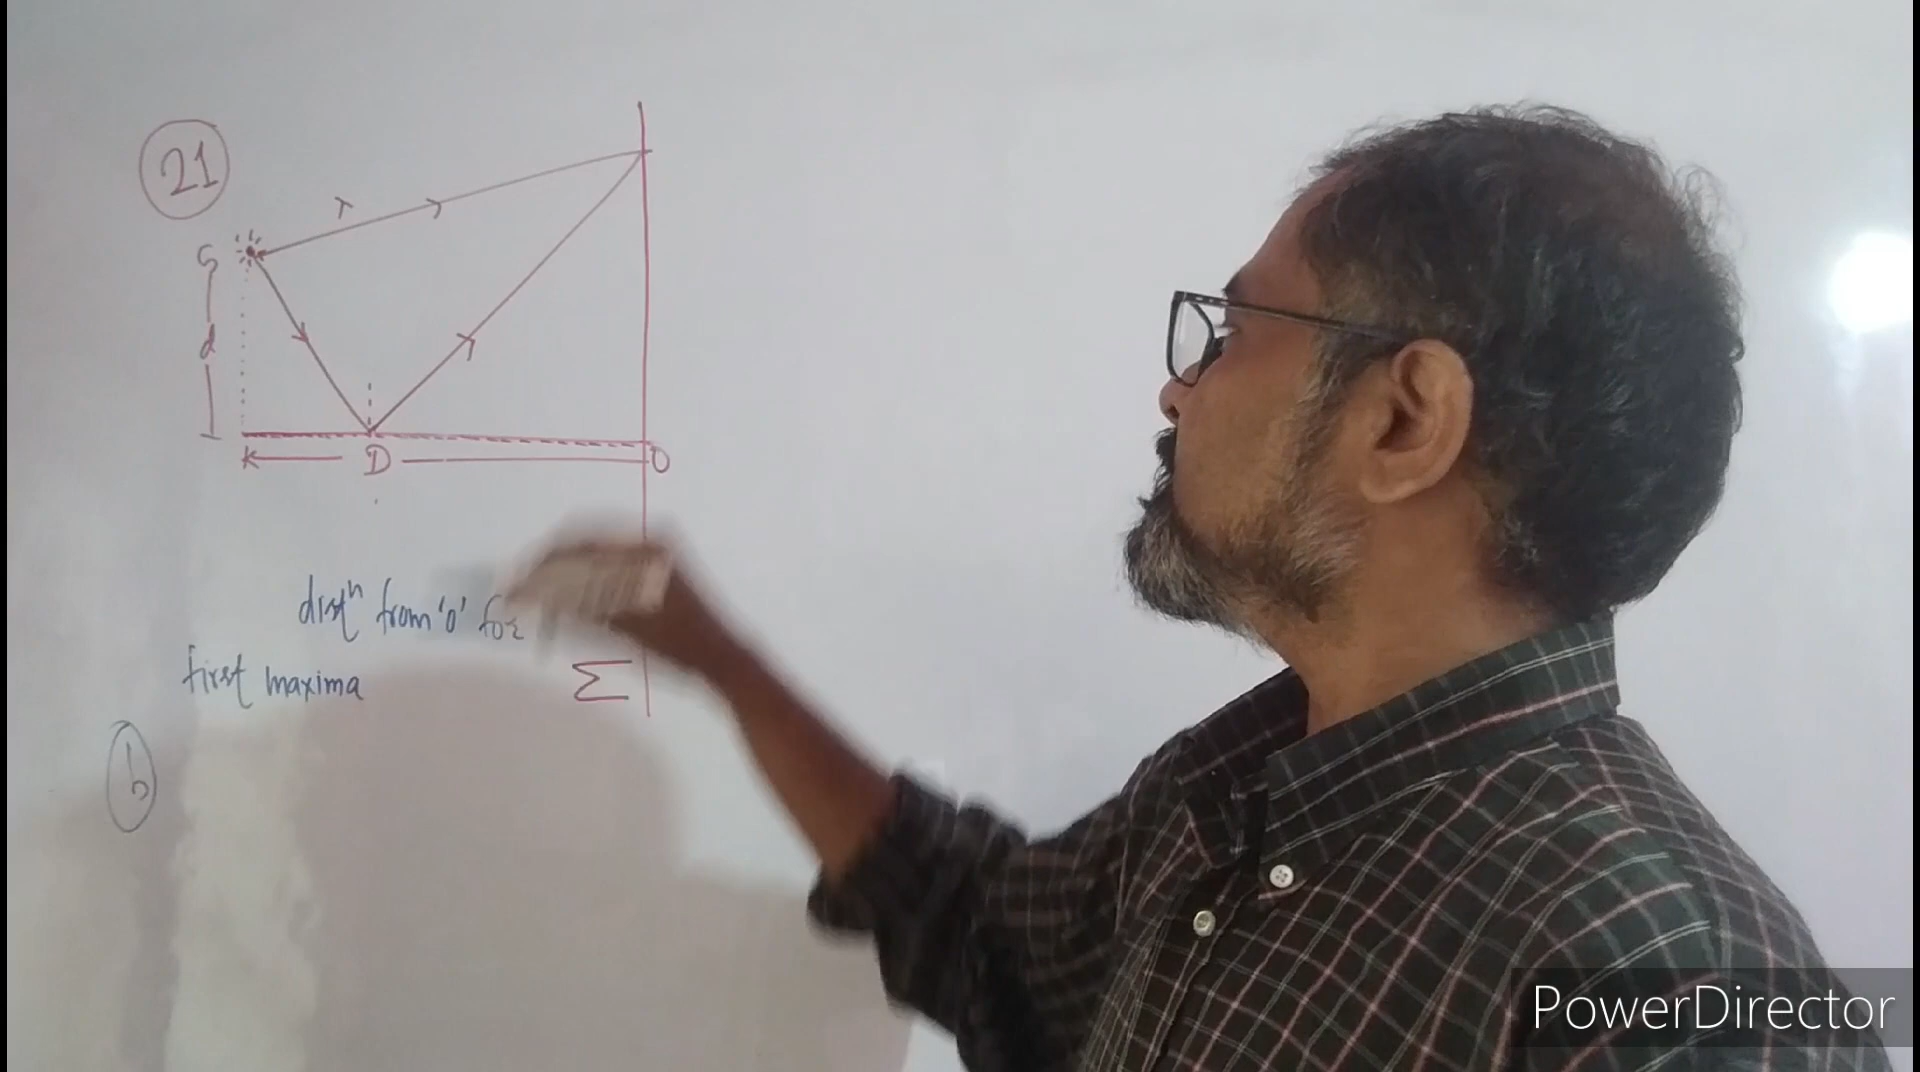 21
S
d
D
O
distⁿ from 'o' for
first maxima
Σ
b
PowerDirector